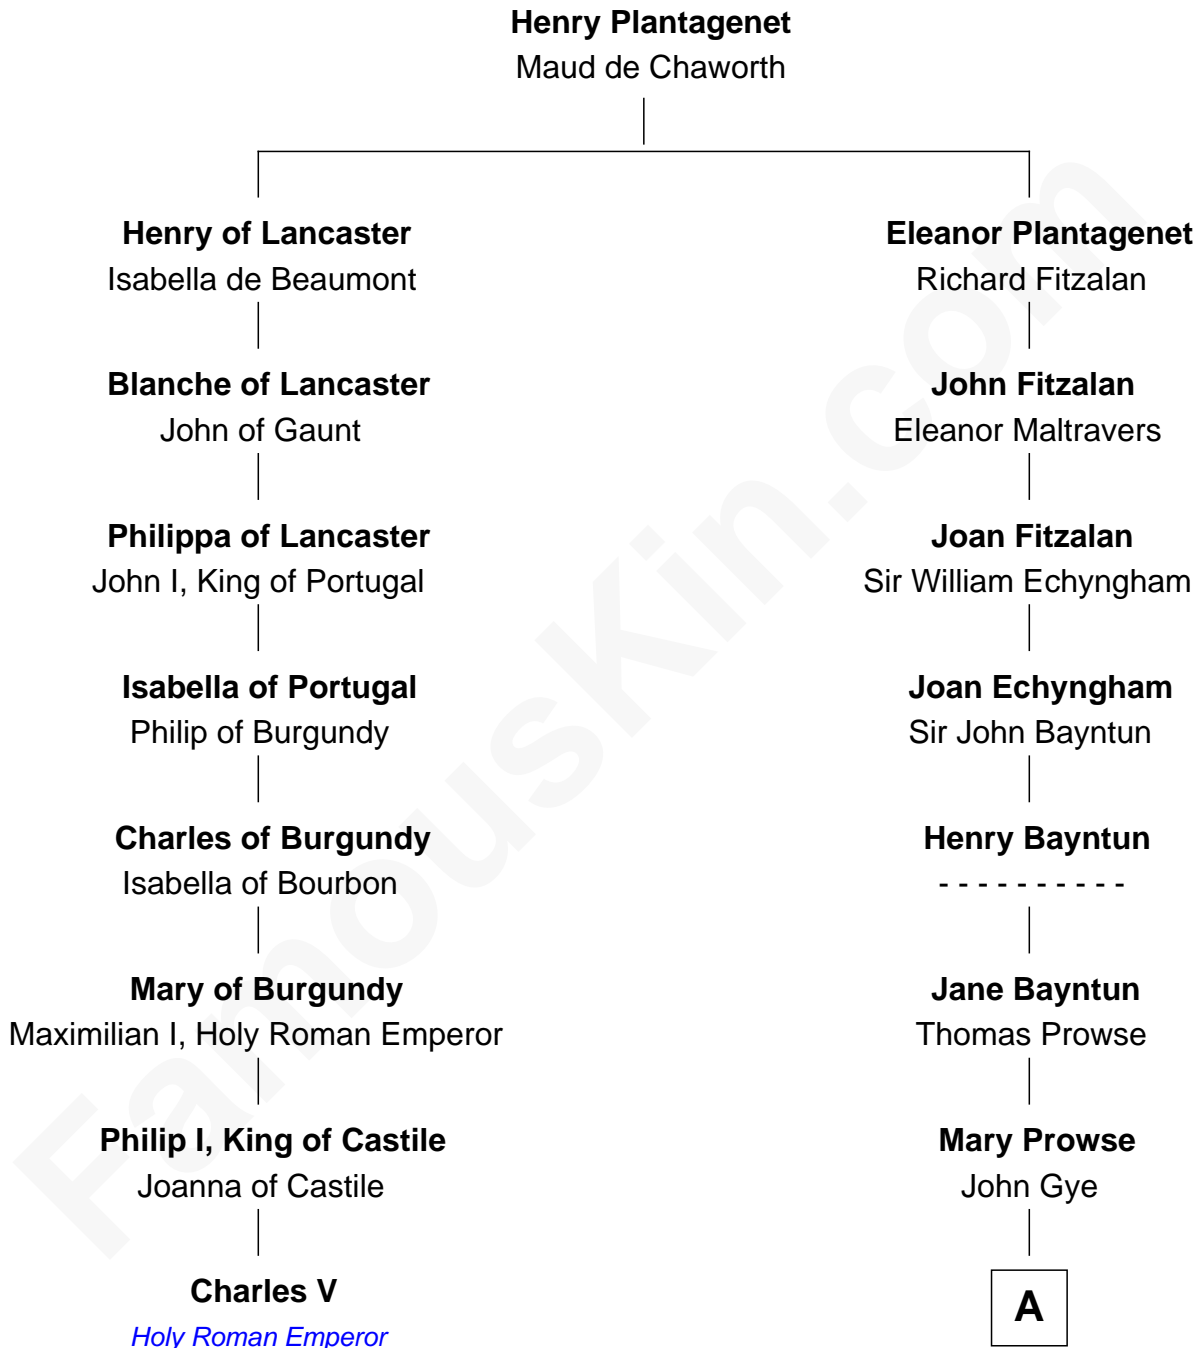 Henry Plantagenet
Maud de Chaworth
Henry of Lancaster
Isabella de Beaumont
Eleanor Plantagenet
Richard Fitzalan
Blanche of Lancaster
John of Gaunt
John Fitzalan
Eleanor Maltravers
Philippa of Lancaster
John I, King of Portugal
Joan Fitzalan
Sir William Echyngham
Isabella of Portugal
Philip of Burgundy
Joan Echyngham
Sir John Bayntun
Charles of Burgundy
Isabella of Bourbon
Henry Bayntun
- - - - - - - - - -
Mary of Burgundy
Maximilian I, Holy Roman Emperor
Jane Bayntun
Thomas Prowse
Philip I, King of Castile
Joanna of Castile
Mary Prowse
John Gye
Charles V
Holy Roman Emperor
A
FamousKin.com